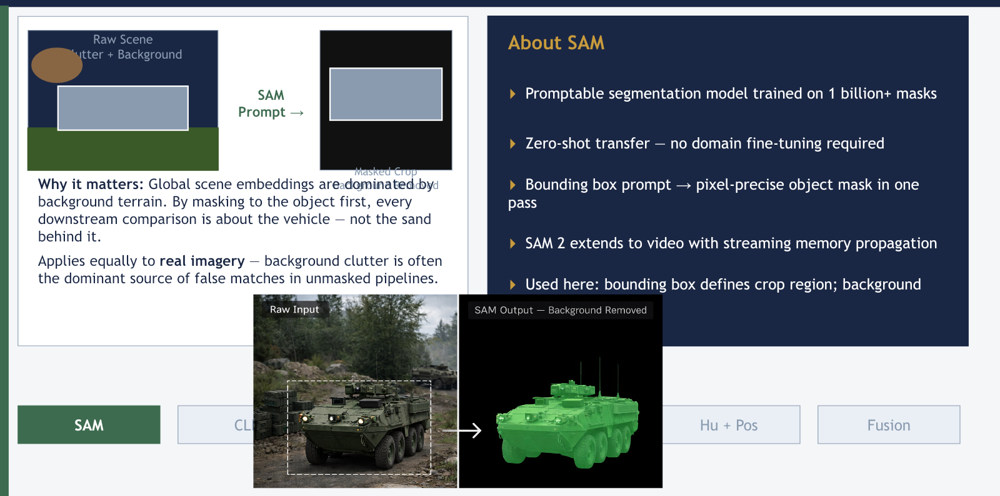 Raw Scene
utter + Background
SAM
Prompt →
Masked Crop
Background Removed
Why it matters: Global scene embeddings are dominated by
background terrain. By masking to the object first, every
downstream comparison is about the vehicle — not the sand
behind it.
Applies equally to real imagery — background clutter is often
the dominant source of false matches in unmasked pipelines.
About SAM
Promptable segmentation model trained on 1 billion+ masks
Zero-shot transfer — no domain fine-tuning required
Bounding box prompt → pixel-precise object mask in one
pass
SAM 2 extends to video with streaming memory propagation
Used here: bounding box defines crop region; background
Raw Input
SAM Output — Background Removed
SAM
CLI
Hu + Pos
Fusion